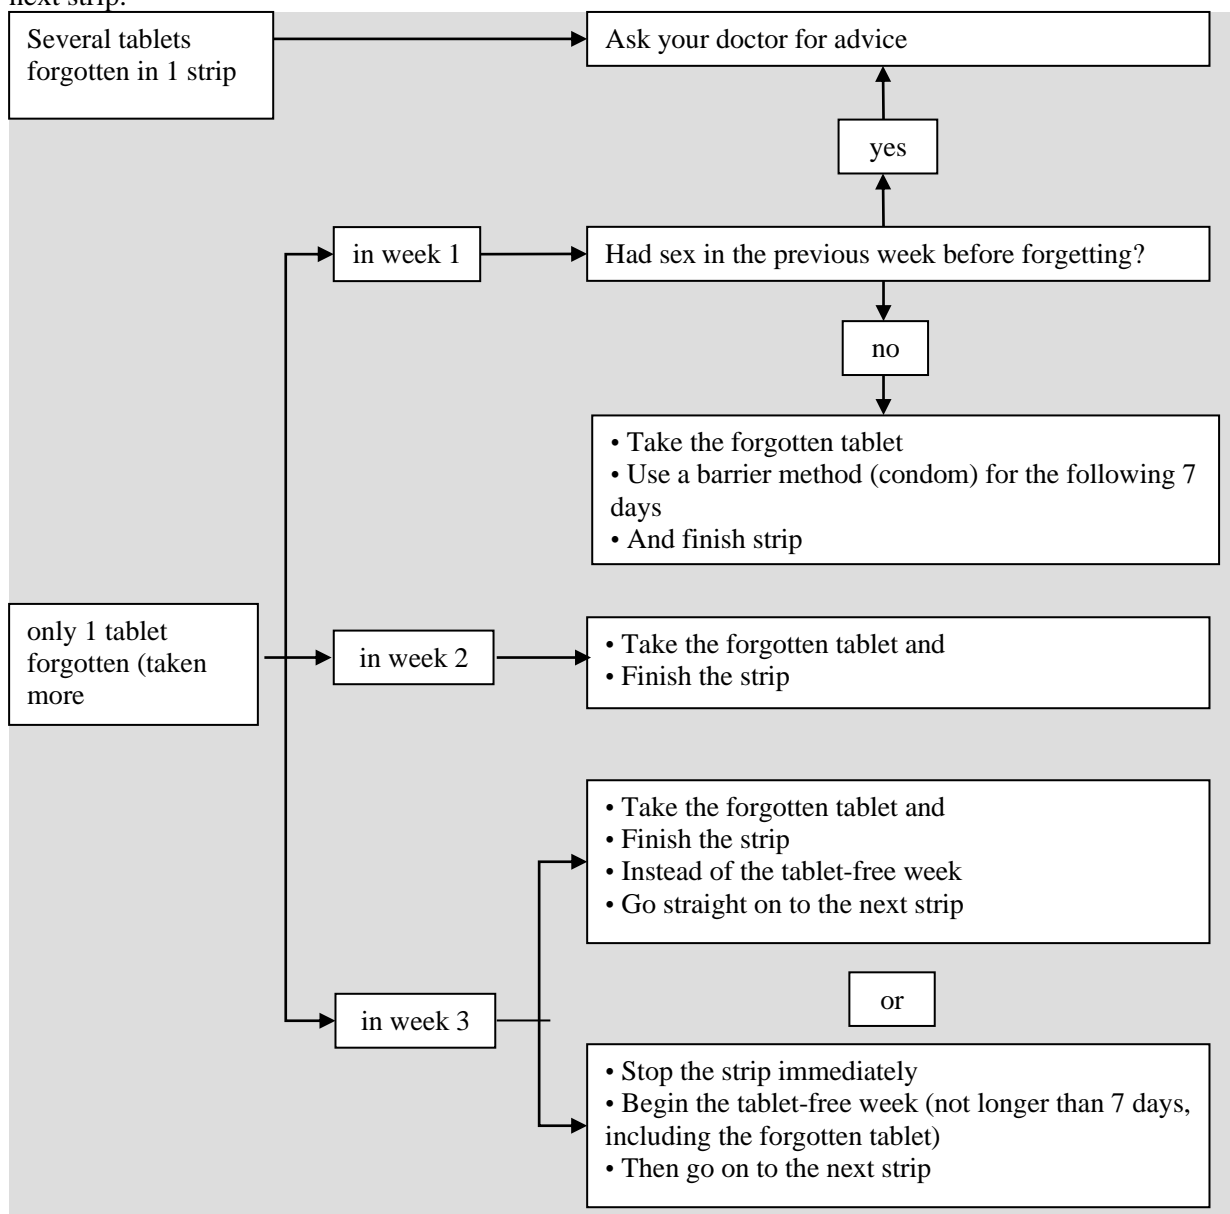 next strip.
Several tablets
forgotten in 1 strip
Ask your doctor for advice
yes
in week 1
Had sex in the previous week before forgetting?
no
• Take the forgotten tablet
• Use a barrier method (condom) for the following 7
days
• And finish strip
only 1 tablet
forgotten (taken
more
in week 2
• Take the forgotten tablet and
• Finish the strip
• Take the forgotten tablet and
• Finish the strip
• Instead of the tablet-free week
• Go straight on to the next strip
in week 3
or
• Stop the strip immediately
• Begin the tablet-free week (not longer than 7 days,
including the forgotten tablet)
• Then go on to the next strip